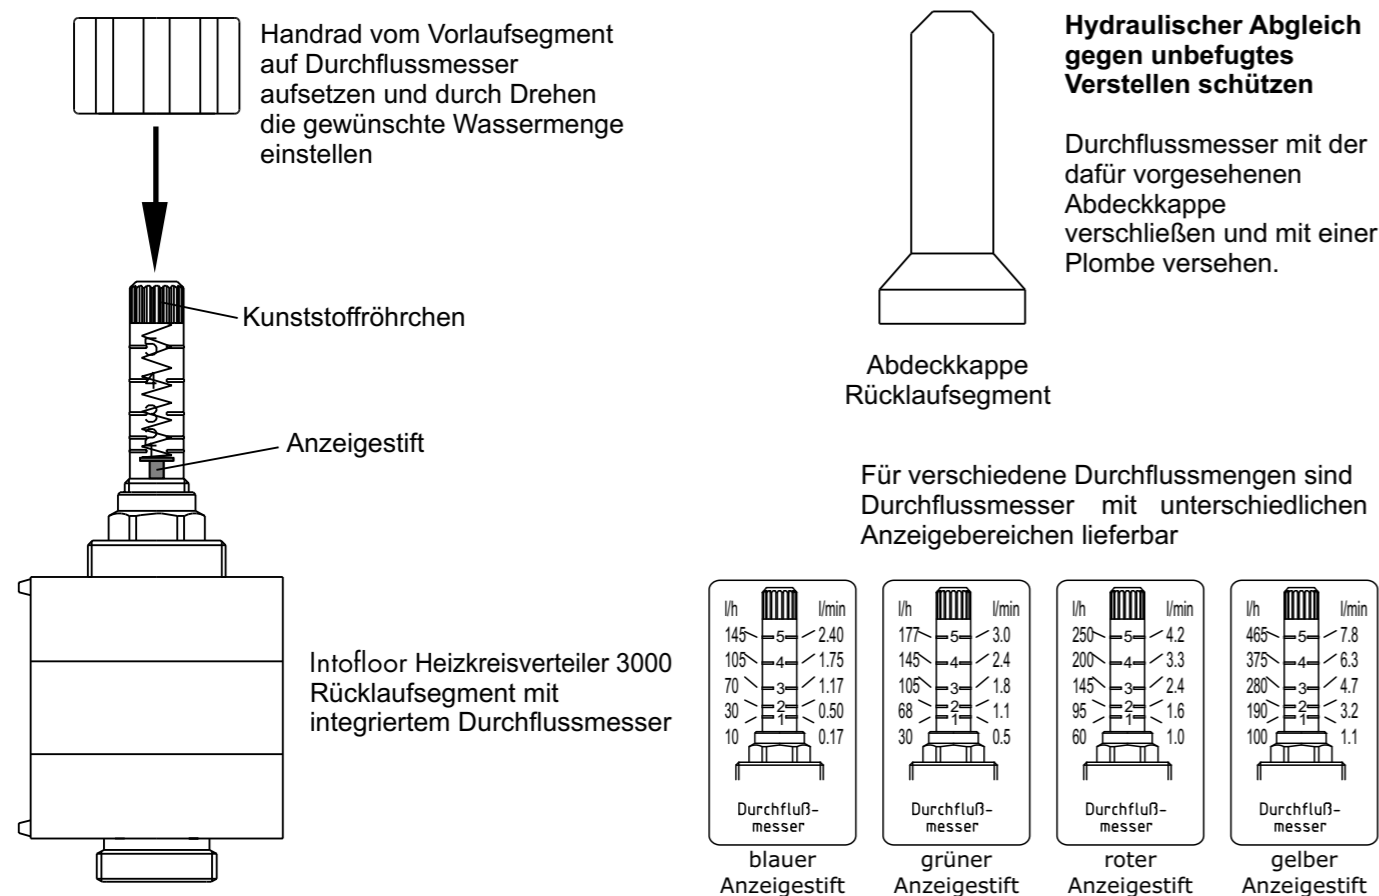 Handrad vom Vorlaufsegment
auf Durchflussmesser
aufsetzen und durch Drehen
die gewünschte Wassermenge
einstellen
Kunststoffröhrchen
5
4
3
Anzeigestift
Intofloor Heizkreisverteiler 3000
Rücklaufsegment mit
integriertem Durchflussmesser
Abdeckkappe
Rücklaufsegment
Hydraulischer Abgleich
gegen unbefugtes
Verstellen schützen
Durchflussmesser mit der
dafür vorgesehenen
Abdeckkappe
verschließen und mit einer
Plombe versehen.
Für verschiedene Durchflussmengen sind
Durchflussmesser mit unterschiedlichen
Anzeigebereichen lieferbar
l/h l/min
145 5 2.40
105 4 1.75
70 3 1.17
30 2 0.50
10 1 0.17
Durchfluß-
messer
blauer
Anzeigestift
l/h l/min
177 5 3.0
145 4 2.4
105 3 1.8
68 2 1.1
30 1 0.5
Durchfluß-
messer
grüner
Anzeigestift
l/h l/min
250 5 4.2
200 4 3.3
145 3 2.4
95 2 1.6
60 1 1.0
Durchfluß-
messer
roter
Anzeigestift
l/h l/min
465 5 7.8
375 4 6.3
280 3 4.7
190 2 3.2
100 1 1.1
Durchfluß-
messer
gelber
Anzeigestift